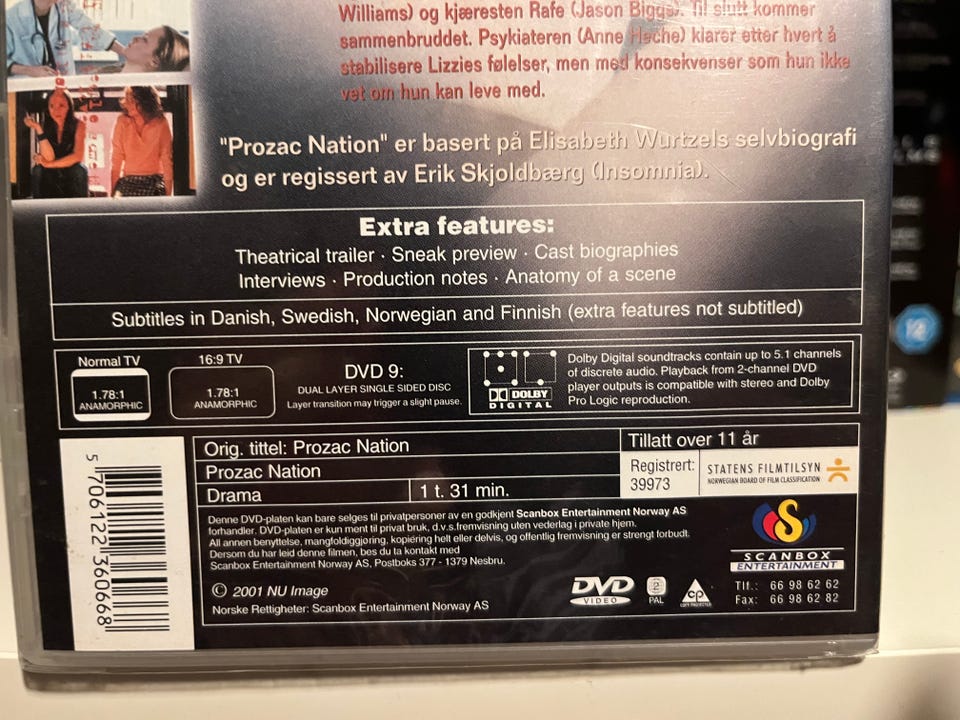 Williams) og kjæresten Rafe (Jason Biggs). Til slutt kommer
sammenbruddet. Psykiateren (Anne Heche) klarer etter hvert å
stabilisere Lizzies følelser, men med konsekvenser som hun ikke
vet om hun kan leve med.
"Prozac Nation" er basert på Elisabeth Wurtzels selvbiografi
og er regissert av Erik Skjoldbærg (Insomnia).
Extra features:
Theatrical trailer · Sneak preview · Cast biographies
Interviews · Production notes · Anatomy of a scene
Subtitles in Danish, Swedish, Norwegian and Finnish (extra features not subtitled)
Normal TV
1.78:1
ANAMORPHIC
16:9 TV
1.78:1
ANAMORPHIC
DVD 9:
DUAL LAYER SINGLE SIDED DISC
Layer transition may trigger a slight pause.
DOLBY
DIGITAL
Dolby Digital soundtracks contain up to 5.1 channels
of discrete audio. Playback from 2-channel DVD
player outputs is compatible with stereo and Dolby
Pro Logic reproduction.
5 706122 360668
Orig. tittel: Prozac Nation
Prozac Nation
Drama
1 t. 31 min.
Tillatt over 11 år
Registrert:
39973
STATENS FILMTILSYN
NORWEGIAN BOARD OF FILM CLASSIFICATION
Denne DVD-platen kan bare selges til privatpersoner av en godkjent Scanbox Entertainment Norway AS
forhandler. DVD-platen er kun ment til privat bruk, d.v.s.fremvisning uten vederlag i private hjem.
All annen benyttelse, mangfoldiggjøring, kopiering helt eller delvis, og offentlig fremvisning er strengt forbudt.
Dersom du har leid denne filmen, bes du ta kontakt med
Scanbox Entertainment Norway AS, Postboks 377 - 1379 Nesbru.
© 2001 NU Image
Norske Rettigheter: Scanbox Entertainment Norway AS
DVD
VIDEO
2
PAL
CP
COPY PROTECTED
S
SCANBOX
ENTERTAINMENT
Tlf.: 66 98 62 62
Fax: 66 98 62 82